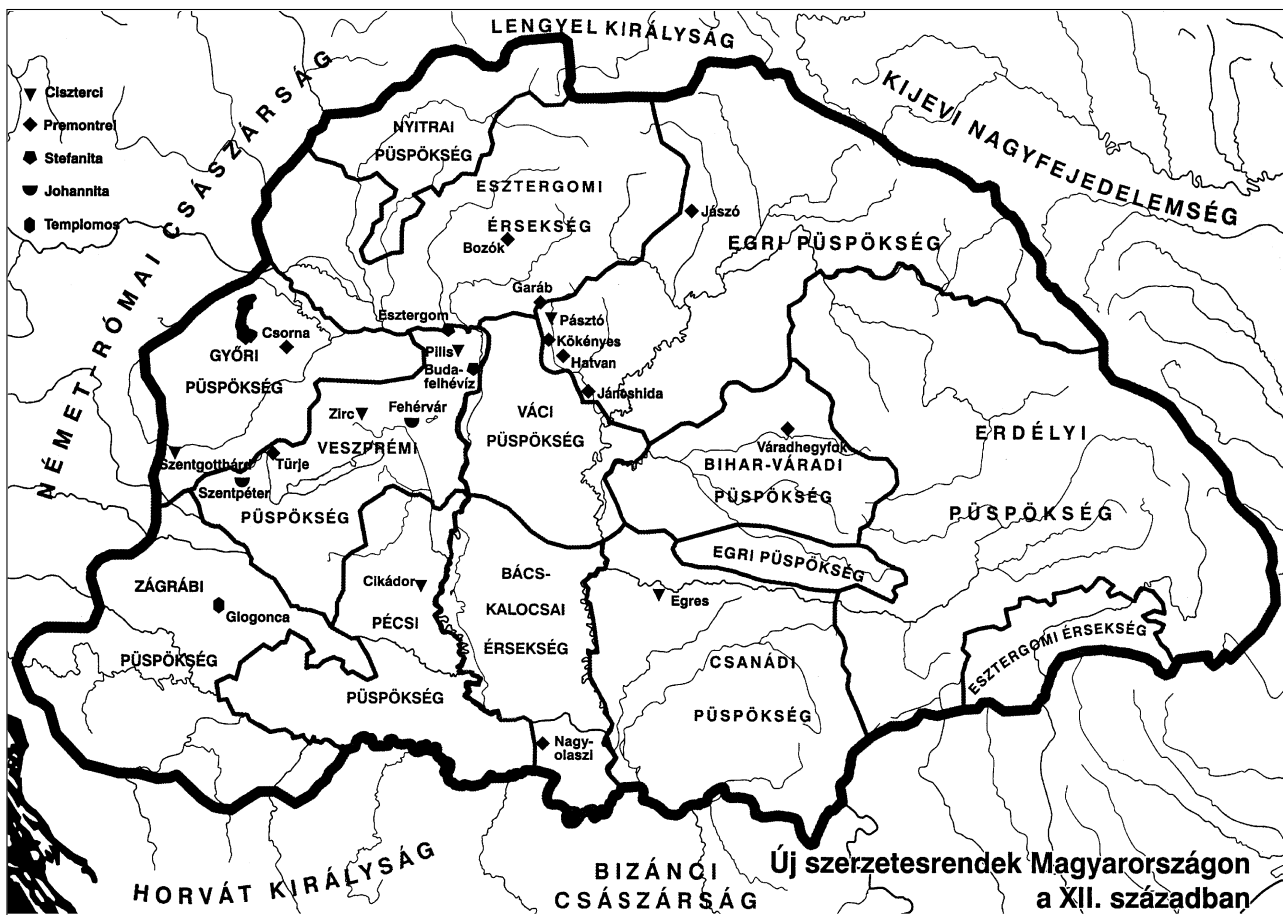 LENGYEL KIRÁLYSÁG
KIJEVI NAGYFEJEDELEMSÉG
NÉMET-RÓMAI CSÁSZÁRSÁG
Ciszterci
Premontrei
Stefanita
Johannita
Templomos
NYITRAI
PÜSPÖKSÉG
ESZTERGOMI
ÉRSEKSÉG
Bozók
Jászó
EGRI PÜSPÖKSÉG
Garáb
Pásztó
Kökényes
Hatvan
Jánoshida
Esztergom
Pilis
Buda-
felhévíz
Csorna
GYŐRI
PÜSPÖKSÉG
Zirc
Fehérvár
VESZPRÉMI
PÜSPÖKSÉG
Szentgotthárd
Türje
Szentpéter
VÁCI
PÜSPÖKSÉG
Váradhegyfok
BIHAR-VÁRADI
PÜSPÖKSÉG
ERDÉLYI
PÜSPÖKSÉG
EGRI PÜSPÖKSÉG
ZÁGRÁBI
PÜSPÖKSÉG
Glogonca
Cikádor
PÉCSI
PÜSPÖKSÉG
BÁCS-
KALOCSAI
ÉRSEKSÉG
Egres
CSANÁDI
PÜSPÖKSÉG
ESZTERGOMI ÉRSEKSÉG
Nagy-
olaszi
HORVÁT KIRÁLYSÁG
BIZÁNCI
CSÁSZÁRSÁG
Új szerzetesrendek Magyarországon
a XII. században